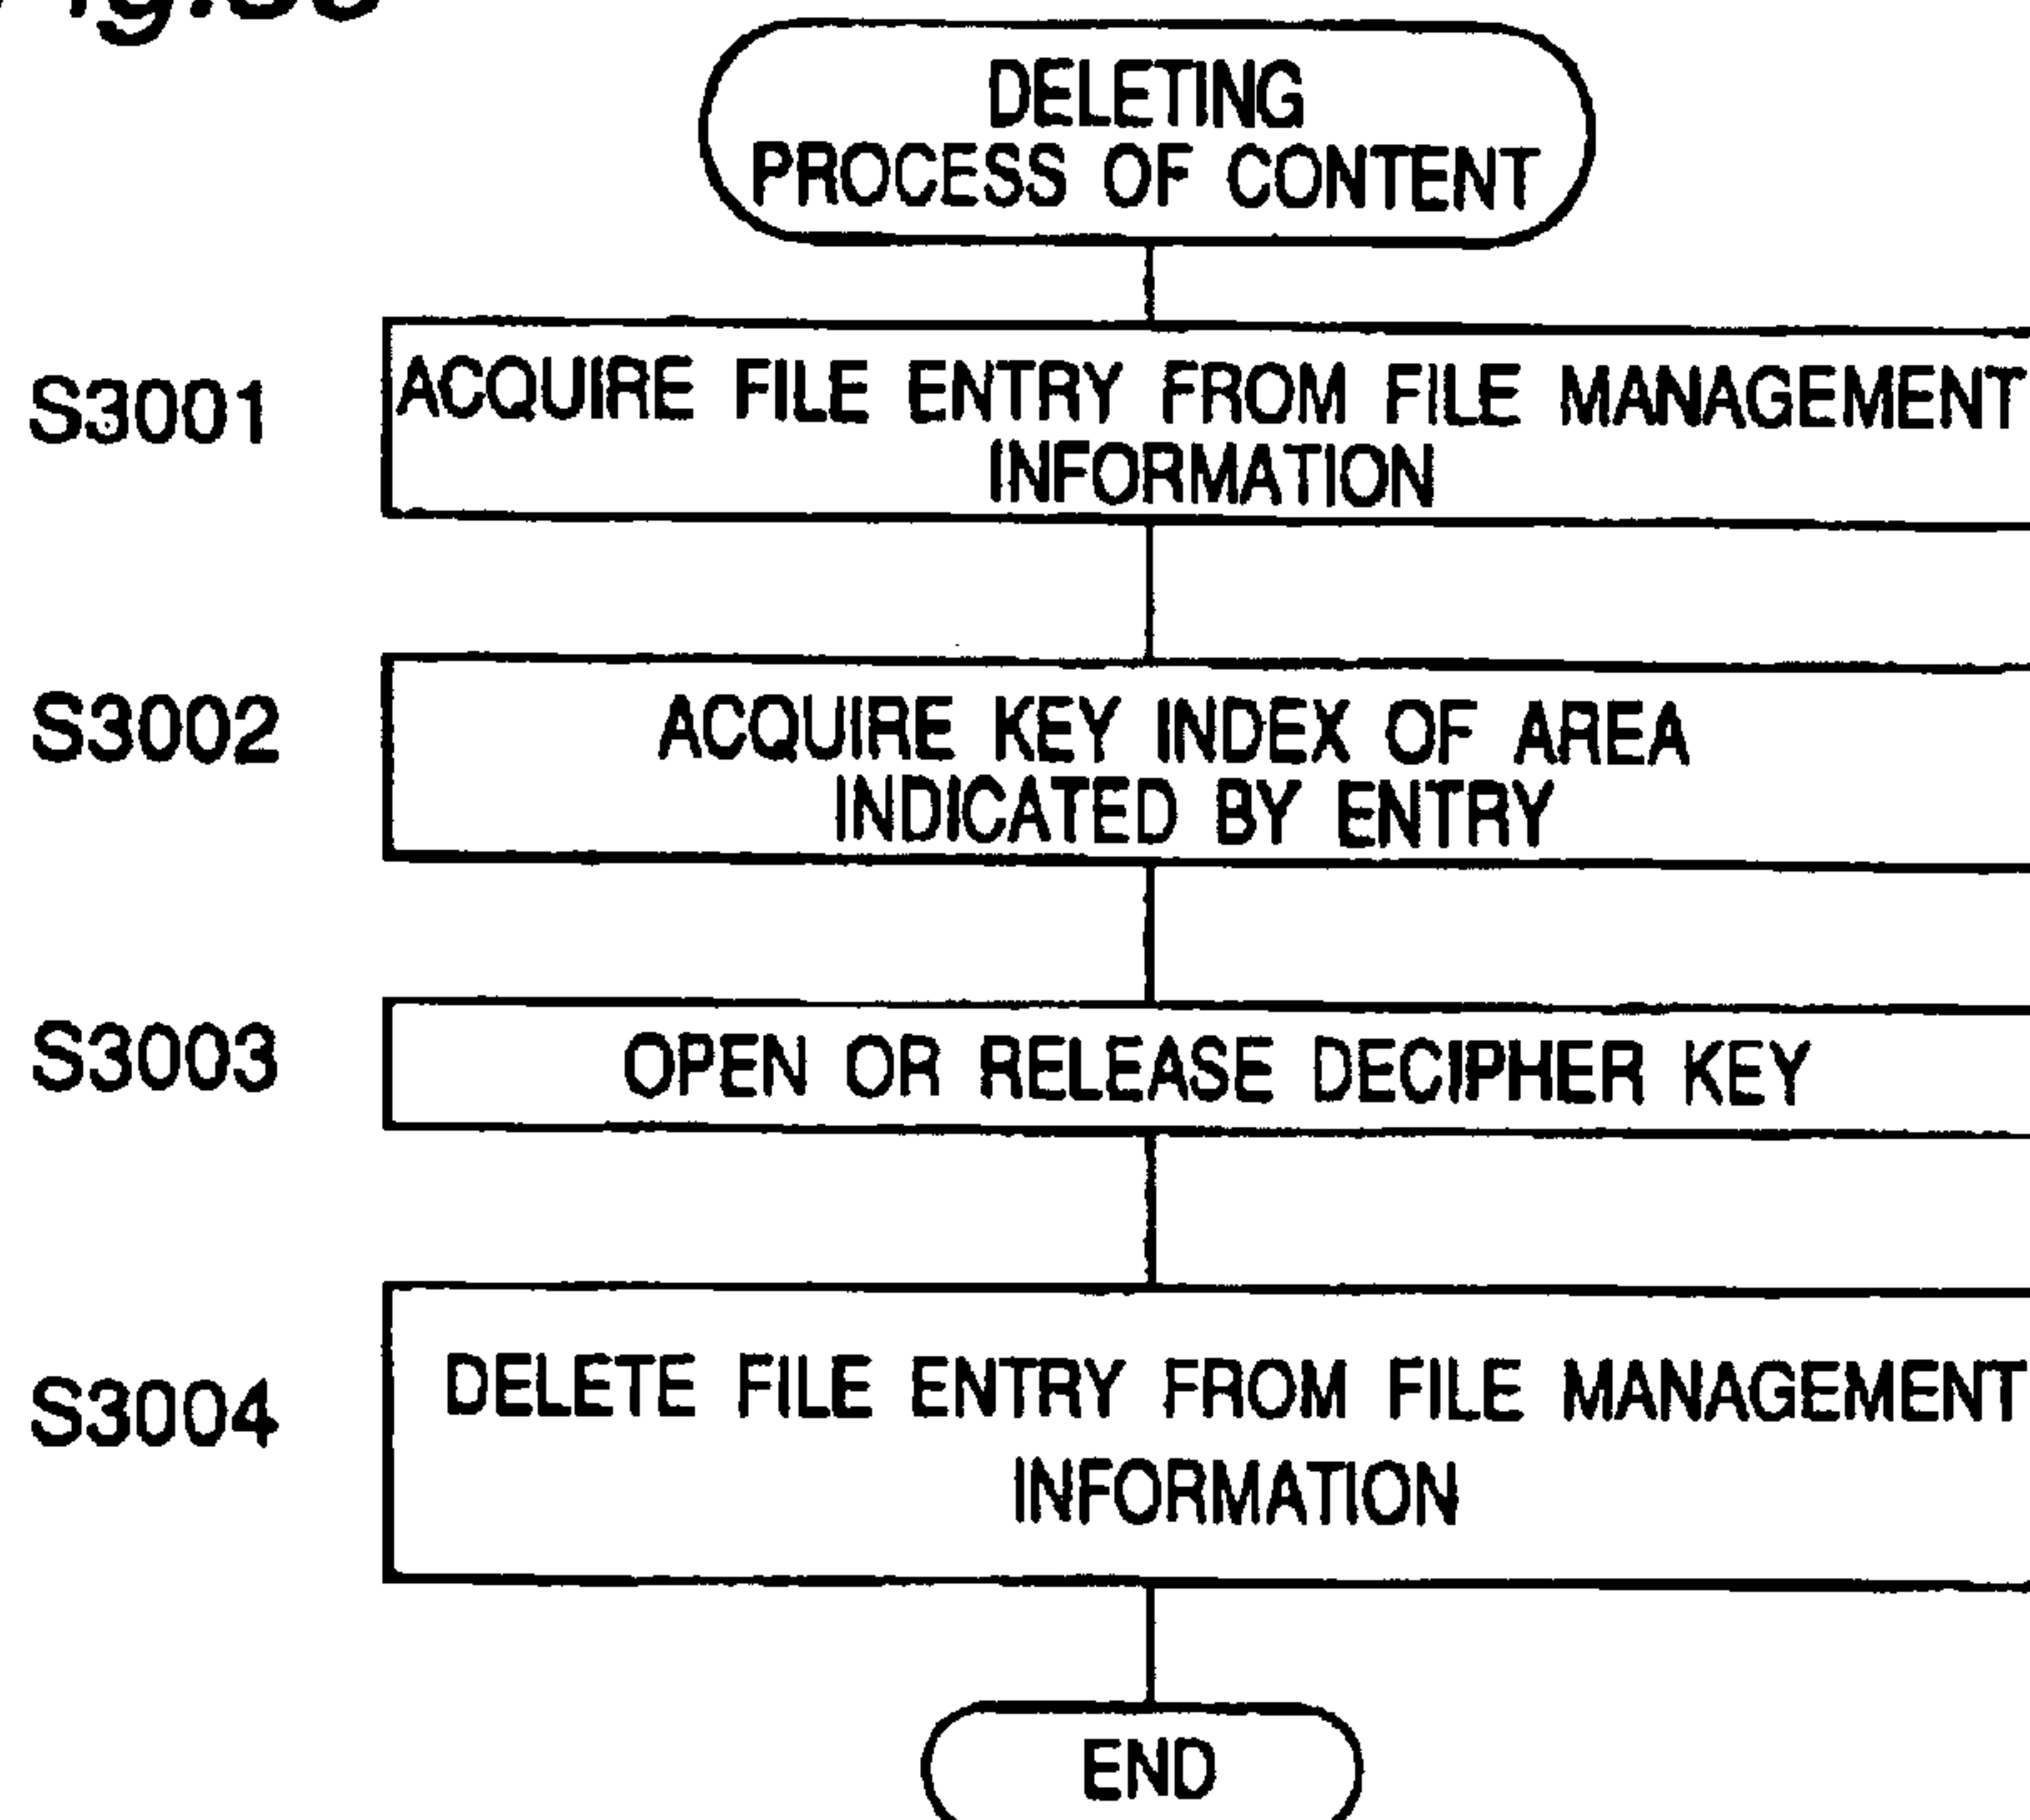 DELETING
PROCESS OF CONTENT
S3001
ACQUIRE FILE ENTRY FROM FILE MANAGEMENT
INFORMATION
S3002
ACQUIRE KEY INDEX OF AREA
INDICATED BY ENTRY
S3003
OPEN OR RELEASE DECIPHER KEY
S3004
DELETE FILE ENTRY FROM FILE MANAGEMENT
INFORMATION
END